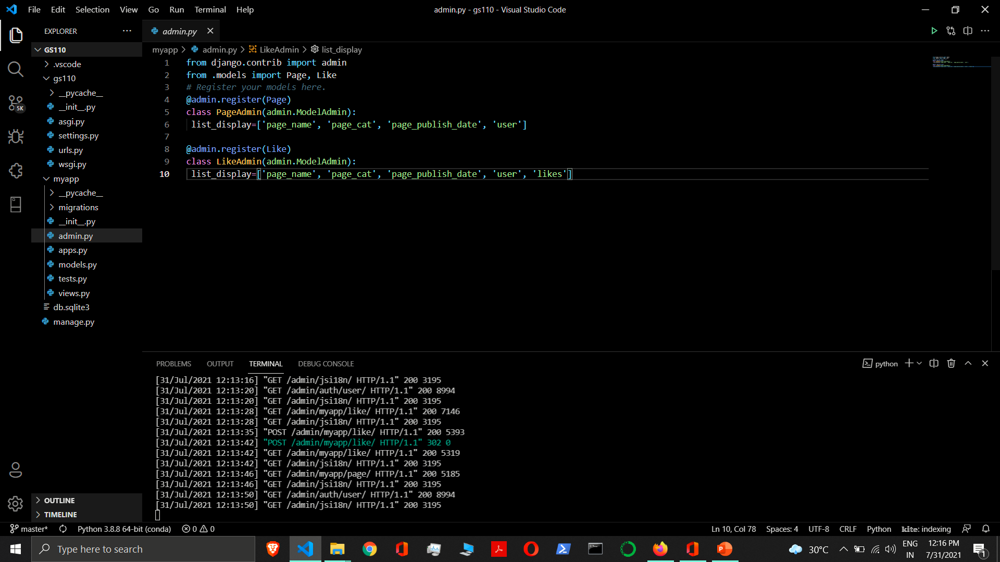 File Edit Selection View Go Run Terminal Help
admin.py - gs110 - Visual Studio Code
EXPLORER
GS110
.vscode
gs110
__pycache__
__init__.py
asgi.py
settings.py
urls.py
wsgi.py
myapp
__pycache__
migrations
__init__.py
admin.py
apps.py
models.py
tests.py
views.py
db.sqlite3
manage.py
OUTLINE
TIMELINE
5K
admin.py
myapp > admin.py > LikeAdmin > list_display
1 from django.contrib import admin
2 from .models import Page, Like
3 # Register your models here.
4 @admin.register(Page)
5 class PageAdmin(admin.ModelAdmin):
6 list_display=['page_name', 'page_cat', 'page_publish_date', 'user']
7
8 @admin.register(Like)
9 class LikeAdmin(admin.ModelAdmin):
10 list_display=['page_name', 'page_cat', 'page_publish_date', 'user', 'likes']
PROBLEMS OUTPUT TERMINAL DEBUG CONSOLE
python
[31/Jul/2021 12:13:16] "GET /admin/jsi18n/ HTTP/1.1" 200 3195
[31/Jul/2021 12:13:20] "GET /admin/auth/user/ HTTP/1.1" 200 8994
[31/Jul/2021 12:13:20] "GET /admin/jsi18n/ HTTP/1.1" 200 3195
[31/Jul/2021 12:13:28] "GET /admin/myapp/like/ HTTP/1.1" 200 7146
[31/Jul/2021 12:13:28] "GET /admin/jsi18n/ HTTP/1.1" 200 3195
[31/Jul/2021 12:13:35] "POST /admin/myapp/like/ HTTP/1.1" 200 5393
[31/Jul/2021 12:13:42] "POST /admin/myapp/like/ HTTP/1.1" 302 0
[31/Jul/2021 12:13:42] "GET /admin/myapp/like/ HTTP/1.1" 200 5319
[31/Jul/2021 12:13:42] "GET /admin/jsi18n/ HTTP/1.1" 200 3195
[31/Jul/2021 12:13:46] "GET /admin/myapp/page/ HTTP/1.1" 200 5185
[31/Jul/2021 12:13:46] "GET /admin/jsi18n/ HTTP/1.1" 200 3195
[31/Jul/2021 12:13:50] "GET /admin/auth/user/ HTTP/1.1" 200 8994
[31/Jul/2021 12:13:50] "GET /admin/jsi18n/ HTTP/1.1" 200 3195
master* Python 3.8.8 64-bit (conda) 0 0
Ln 10, Col 78 Spaces: 4 UTF-8 CRLF Python kite: indexing
Type here to search
30°C
ENG
IN
12:16 PM
7/31/2021
1